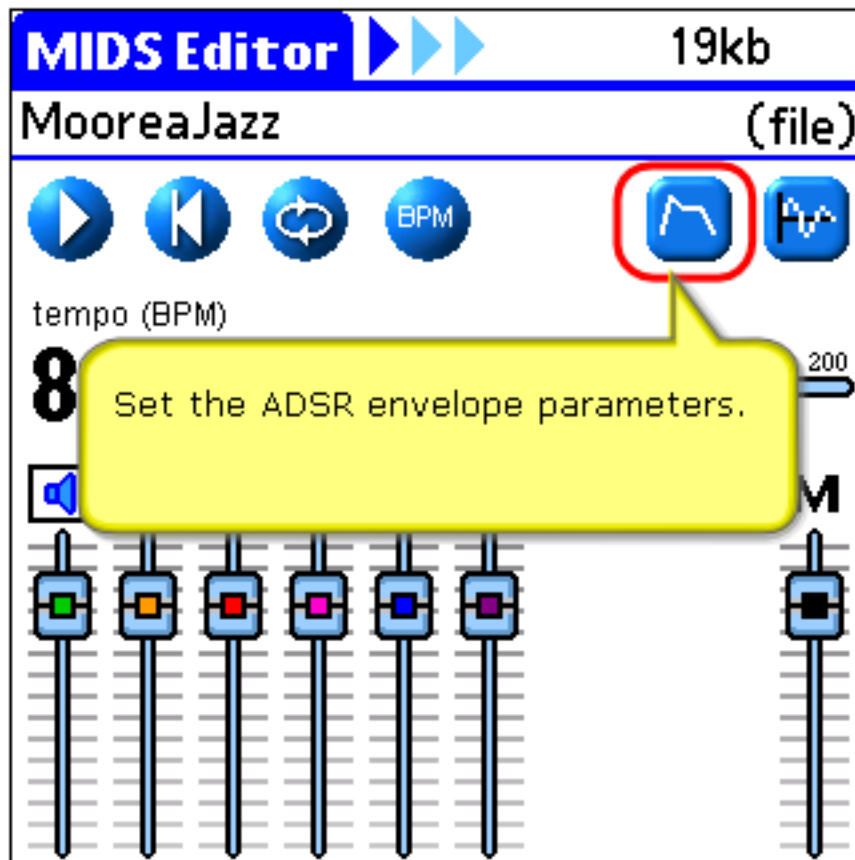 MIDS Editor 19kb
MooreaJazz (file)
BPM
tempo (BPM)
8 200
Set the ADSR envelope parameters.
M